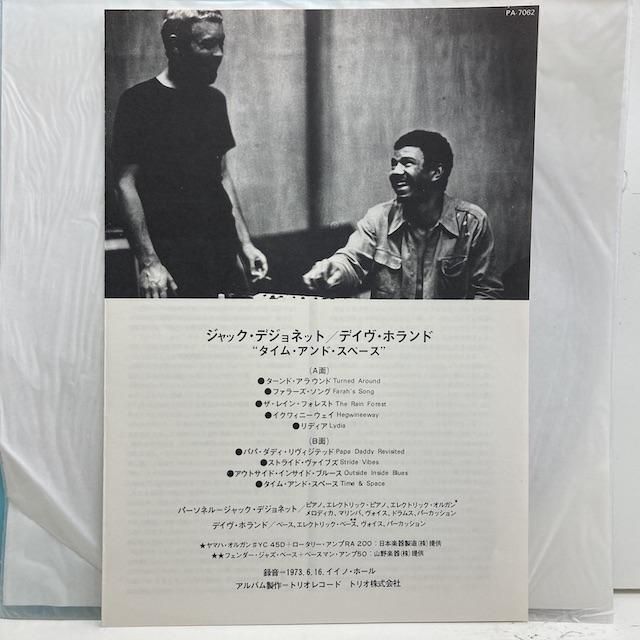 PA-7062
ジャック・デジョネット／デイヴ・ホランド
“タイム・アンド・スペース”
(A面)
●ターンド・アラウンド Turned Around
●ファラーズ・ソング Farah's Song
●ザ・レイン・フォレスト The Rain Forest
●イクウィニーウェイ Hegwineeway
●リディア Lydia
(B面)
●パパ・ダディ・リヴィジテッド Papa Daddy Revisited
●ストライド・ヴァイブズ Stride Vibes
●アウトサイド・インサイド・ブルース Outside Inside Blues
●タイム・アンド・スペース Time & Space
パーソネル－ジャック・デジョネット／ピアノ、エレクトリック・ピアノ、エレクトリック・オルガン★
メロディカ、マリンバ、ヴォイス、ドラムス、パーカッション
デイヴ・ホランド／ベース、エレクトリック・ベース★★、ヴォイス、パーカッション
★ヤマハ・オルガン♯YC 45D＋ロータリー・アンプRA 200：日本楽器製造(株)提供
★★フェンダー・ジャズ・ベース＋ベースマン・アンプ50：山野楽器(株)提供
録音＝1973. 6. 16. イイノ・ホール
アルバム製作＝トリオレコード トリオ株式会社